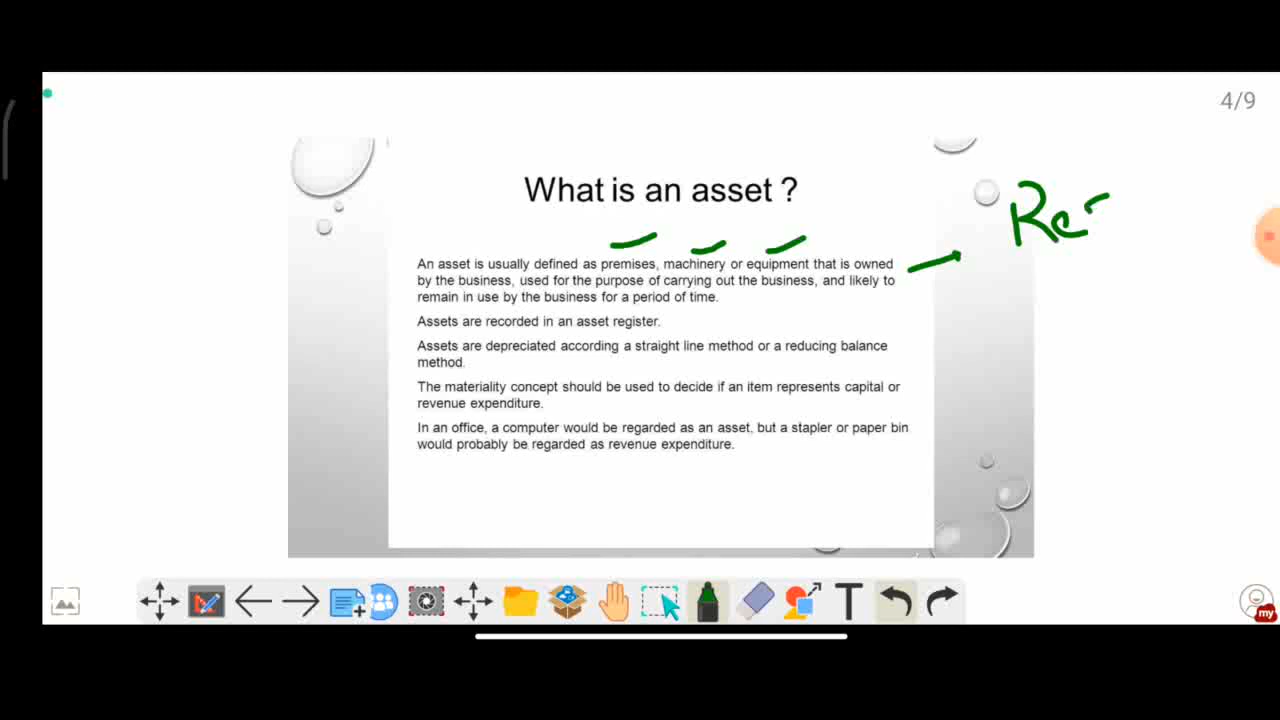 4/9
What is an asset ?
Re
An asset is usually defined as premises, machinery or equipment that is owned
by the business, used for the purpose of carrying out the business, and likely to
remain in use by the business for a period of time.
Assets are recorded in an asset register.
Assets are depreciated according a straight line method or a reducing balance
method.
The materiality concept should be used to decide if an item represents capital or
revenue expenditure.
In an office, a computer would be regarded as an asset, but a stapler or paper bin
would probably be regarded as revenue expenditure.
T
my